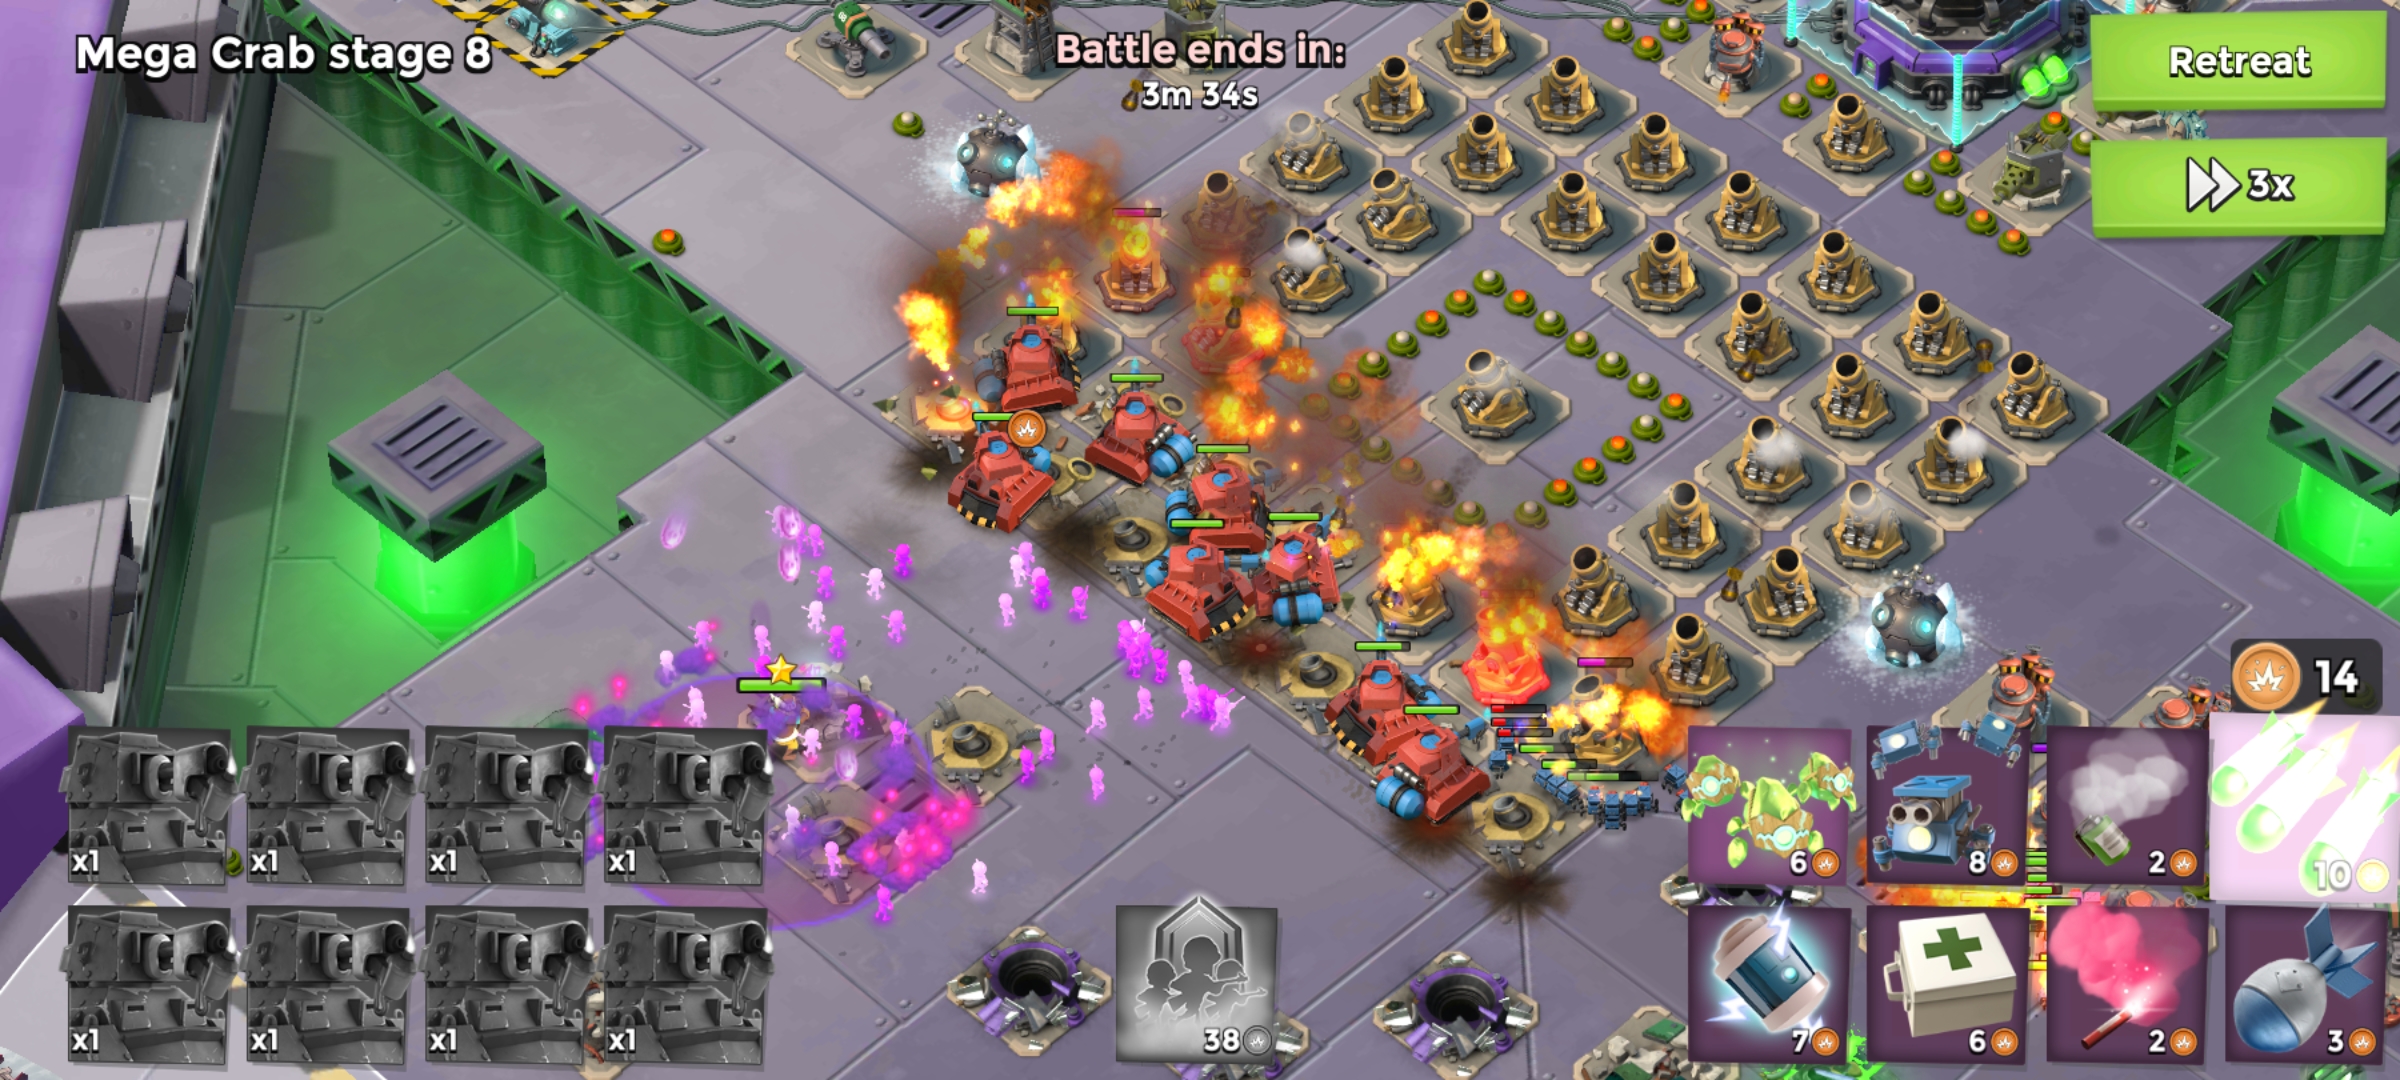 Mega Crab stage 8
Battle ends in:
3m 34s
Retreat
3x
14
x1
x1
x1
x1
6
8
2
10
x1
x1
x1
x1
38
7
6
2
3